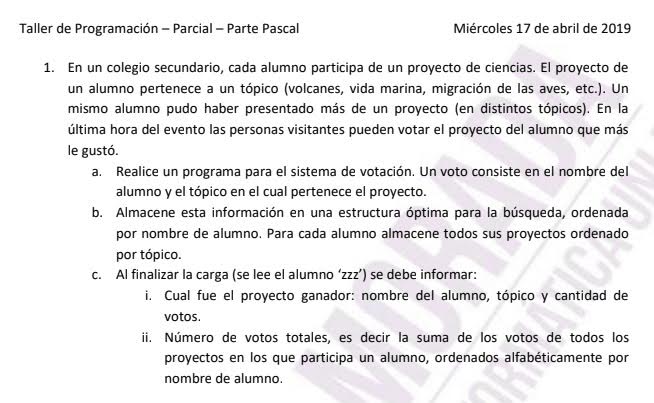 Taller de Programación – Parcial – Parte Pascal Miércoles 17 de abril de 2019
1. En un colegio secundario, cada alumno participa de un proyecto de ciencias. El proyecto de
un alumno pertenece a un tópico (volcanes, vida marina, migración de las aves, etc.). Un
mismo alumno pudo haber presentado más de un proyecto (en distintos tópicos). En la
última hora del evento las personas visitantes pueden votar el proyecto del alumno que más
le gustó.
a. Realice un programa para el sistema de votación. Un voto consiste en el nombre del
alumno y el tópico en el cual pertenece el proyecto.
b. Almacene esta información en una estructura óptima para la búsqueda, ordenada
por nombre de alumno. Para cada alumno almacene todos sus proyectos ordenado
por tópico.
c. Al finalizar la carga (se lee el alumno ‘zzz’) se debe informar:
i. Cual fue el proyecto ganador: nombre del alumno, tópico y cantidad de
votos.
ii. Número de votos totales, es decir la suma de los votos de todos los
proyectos en los que participa un alumno, ordenados alfabéticamente por
nombre de alumno.